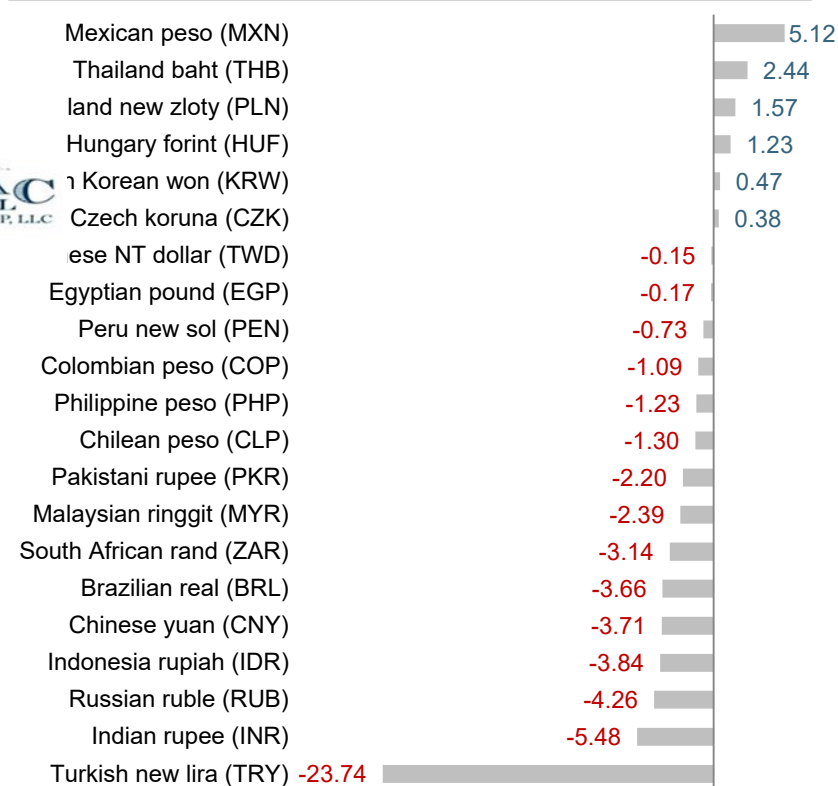 Mexican peso (MXN) 5.12
Thailand baht (THB) 2.44
land new zloty (PLN) 1.57
Hungary forint (HUF) 1.23
Korean won (KRW) 0.47
P, LLC
Czech koruna (CZK) 0.38
ese NT dollar (TWD) -0.15
Egyptian pound (EGP) -0.17
Peru new sol (PEN) -0.73
Colombian peso (COP) -1.09
Philippine peso (PHP) -1.23
Chilean peso (CLP) -1.30
Pakistani rupee (PKR) -2.20
Malaysian ringgit (MYR) -2.39
South African rand (ZAR) -3.14
Brazilian real (BRL) -3.66
Chinese yuan (CNY) -3.71
Indonesia rupiah (IDR) -3.84
Russian ruble (RUB) -4.26
Indian rupee (INR) -5.48
Turkish new lira (TRY) -23.74